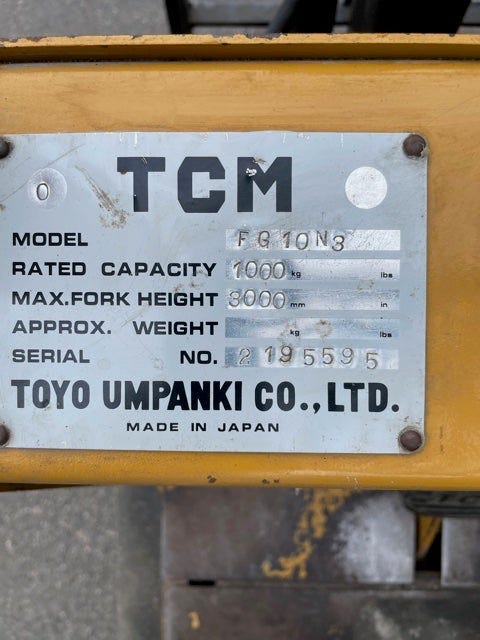 TCM
0
MODEL FG10N3
RATED CAPACITY 1000 kg lbs
MAX.FORK HEIGHT 3000 mm in
APPROX. WEIGHT kg lbs
SERIAL NO. 2195595
TOYO UMPANKI CO.,LTD.
MADE IN JAPAN